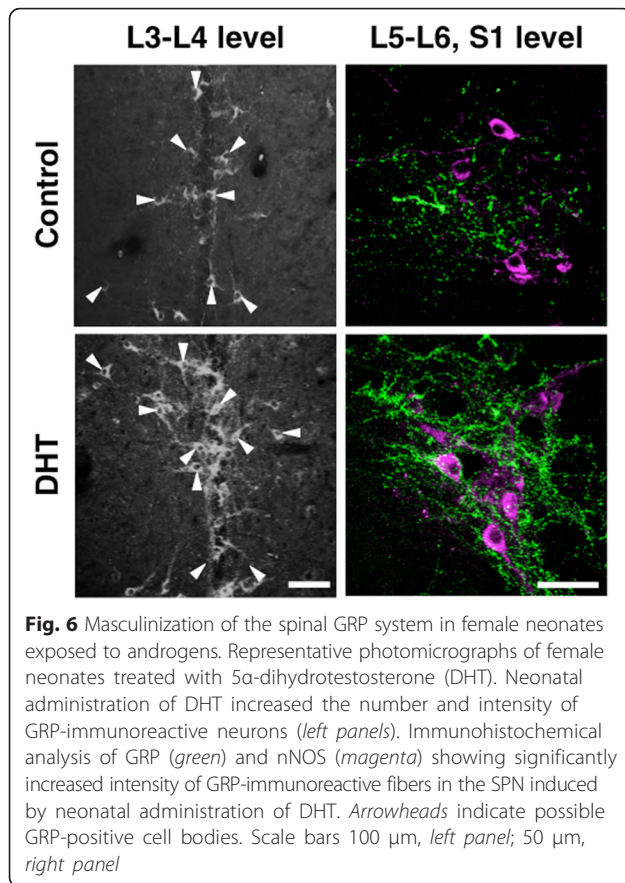 L3-L4 level
L5-L6, S1 level
Control
DHT
Fig. 6 Masculinization of the spinal GRP system in female neonates
exposed to androgens. Representative photomicrographs of female
neonates treated with 5α-dihydrotestosterone (DHT). Neonatal
administration of DHT increased the number and intensity of
GRP-immunoreactive neurons (left panels). Immunohistochemical
analysis of GRP (green) and nNOS (magenta) showing significantly
increased intensity of GRP-immunoreactive fibers in the SPN induced
by neonatal administration of DHT. Arrowheads indicate possible
GRP-positive cell bodies. Scale bars 100 μm, left panel; 50 μm,
right panel